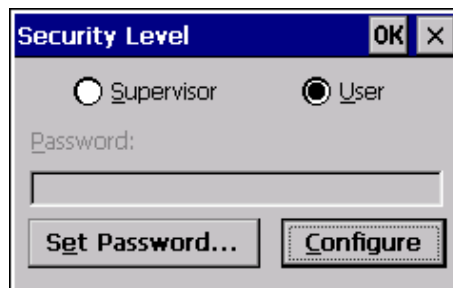 Security Level OK ×
Supervisor User
Password:
Set Password... Configure